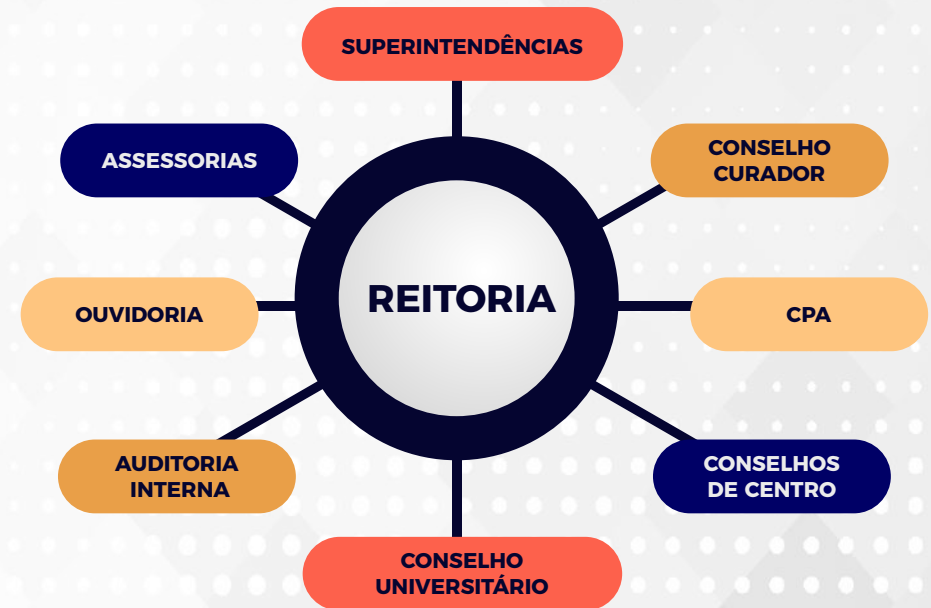 SUPERINTENDÊNCIAS
ASSESSORIAS
CONSELHO
CURADOR
OUVIDORIA
REITORIA
CPA
AUDITORIA
INTERNA
CONSELHOS
DE CENTRO
CONSELHO
UNIVERSITÁRIO